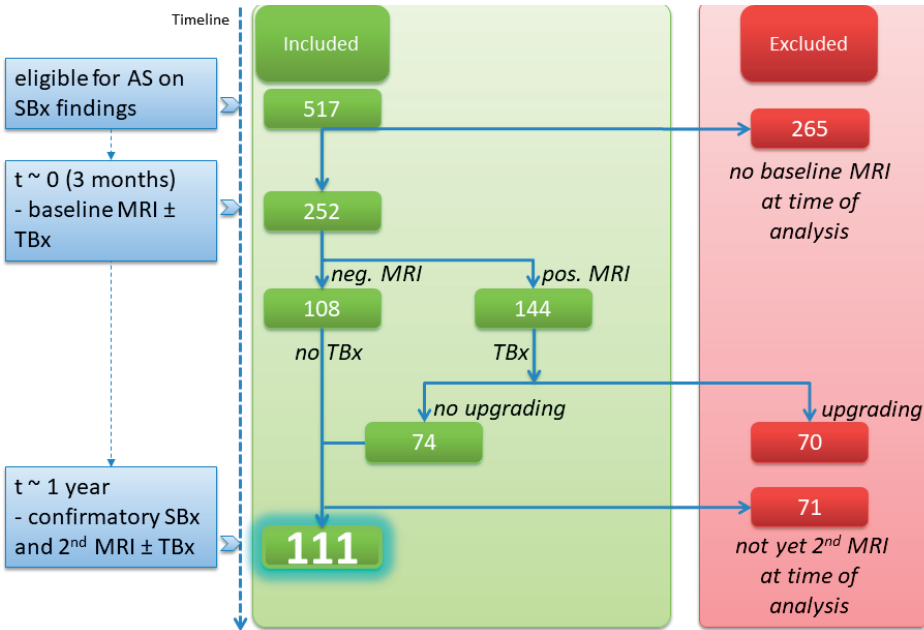 Timeline
Included
Excluded
eligible for AS on
SBx findings
517
265
no baseline MRI
at time of
analysis
t ~ 0 (3 months)
- baseline MRI ±
TBx
252
neg. MRI
pos. MRI
108
144
no TBx
TBx
no upgrading
upgrading
74
70
t ~ 1 year
- confirmatory SBx
and 2nd MRI ± TBx
71
111
not yet 2nd MRI
at time of
analysis